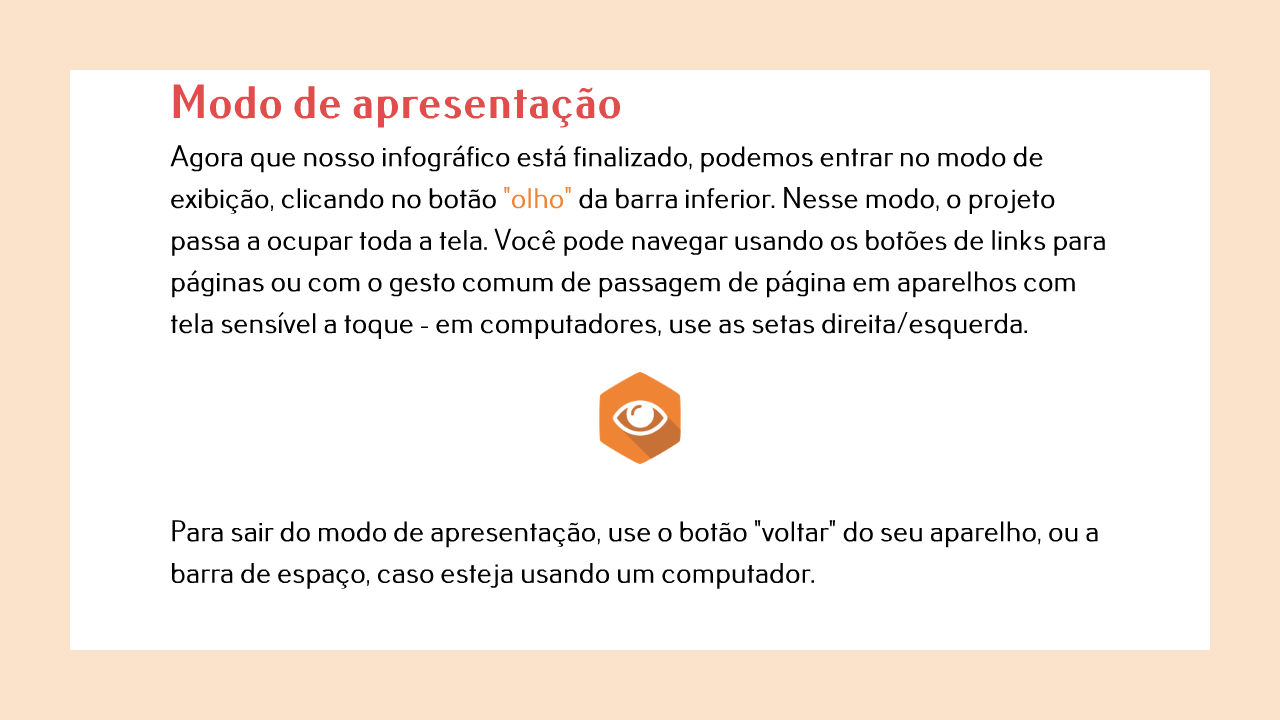 Modo de apresentação
Agora que nosso infográfico está finalizado, podemos entrar no modo de
exibição, clicando no botão "olho" da barra inferior. Nesse modo, o projeto
passa a ocupar toda a tela. Você pode navegar usando os botões de links para
páginas ou com o gesto comum de passagem de página em aparelhos com
tela sensível a toque - em computadores, use as setas direita/esquerda.
Para sair do modo de apresentação, use o botão "voltar" do seu aparelho, ou a
barra de espaço, caso esteja usando um computador.